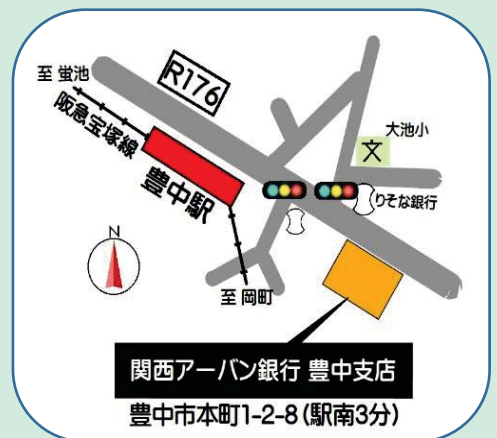 至 蛍池
R176
阪急宝塚線
豊中駅
大池小
文
りそな銀行
N
至 岡町
関西アーバン銀行 豊中支店
豊中市本町1-2-8(駅南3分)